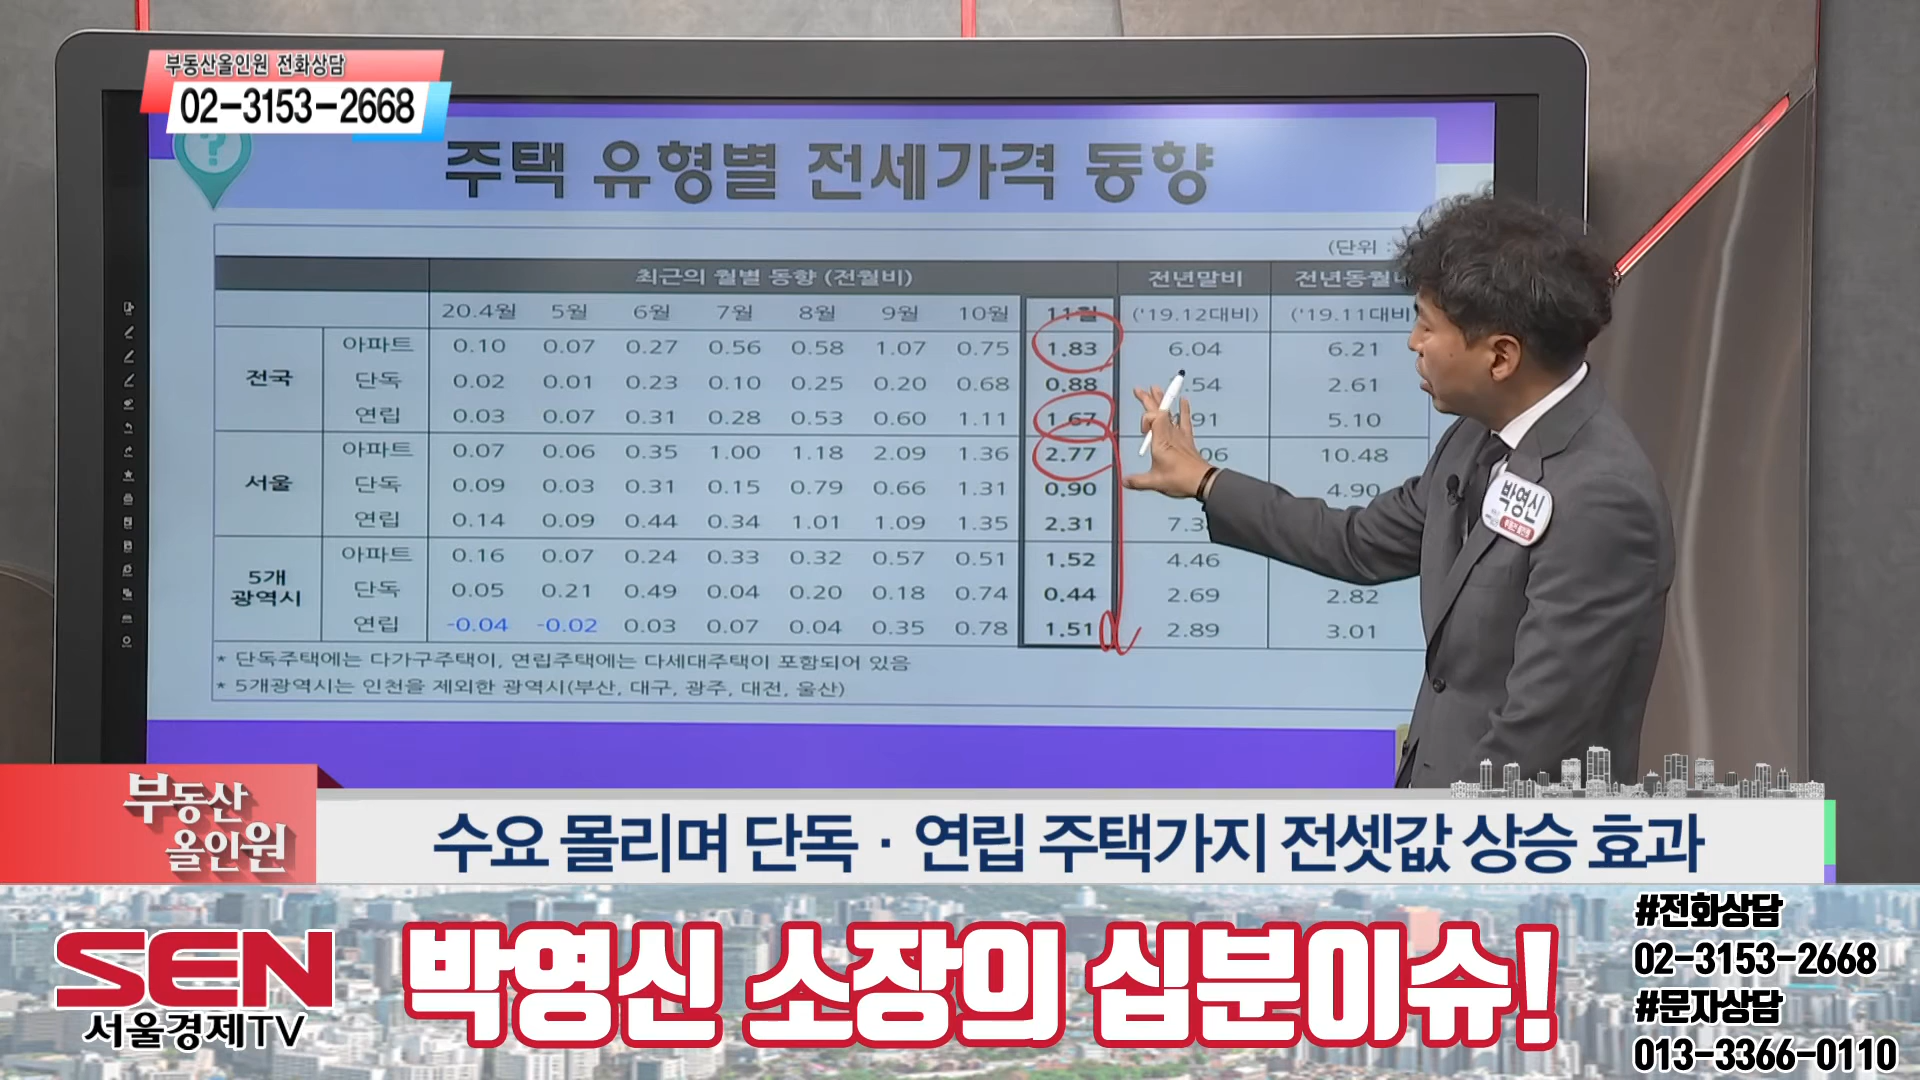 부동산올인원 전화상담
02-3153-2668
주택 유형별 전세가격 동향
(단위 :
최근의 월별 동향 (전월비) 전년말비 전년동월
20.4월 5월 6월 7월 8월 9월 10월 11월 ('19.12대비) ('19.11대비)
전국
아파트 0.10 0.07 0.27 0.56 0.58 1.07 0.75 1.83 6.04 6.21
단독 0.02 0.01 0.23 0.10 0.25 0.20 0.68 0.88 .54 2.61
연립 0.03 0.07 0.31 0.28 0.53 0.60 1.11 1.67 .91 5.10
서울
아파트 0.07 0.06 0.35 1.00 1.18 2.09 1.36 2.77 06 10.48
단독 0.09 0.03 0.31 0.15 0.79 0.66 1.31 0.90 4.90
연립 0.14 0.09 0.44 0.34 1.01 1.09 1.35 2.31 7.3
5개
광역시
아파트 0.16 0.07 0.24 0.33 0.32 0.57 0.51 1.52 4.46
단독 0.05 0.21 0.49 0.04 0.20 0.18 0.74 0.44 2.69 2.82
연립 -0.04 -0.02 0.03 0.07 0.04 0.35 0.78 1.51 2.89 3.01
* 단독주택에는 다가구주택이, 연립주택에는 다세대주택이 포함되어 있음
* 5개광역시는 인천을 제외한 광역시(부산, 대구, 광주, 대전, 울산)
박영신
부동산
올인원
수요 몰리며 단독 · 연립 주택가지 전셋값 상승 효과
SEN
서울경제TV
박영신 소장의 십분이슈!
#전화상담
02-3153-2668
#문자상담
013-3366-0110